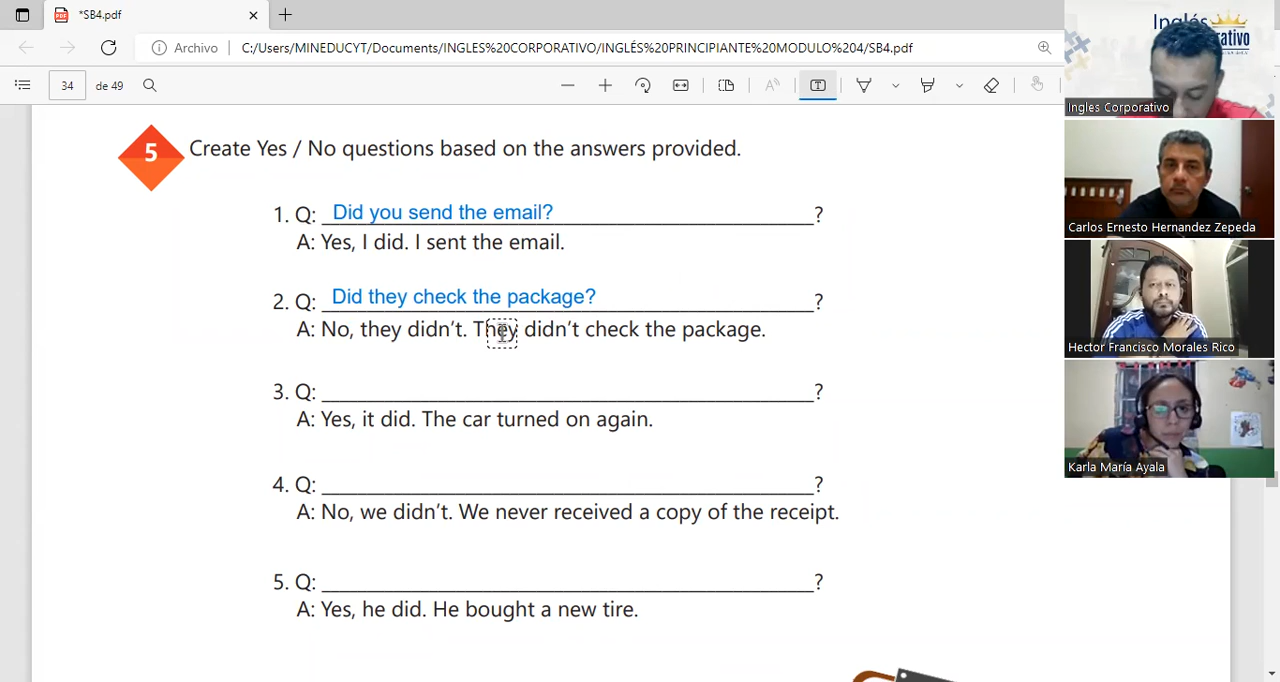 *SB4.pdf
Archivo C:/Users/MINEDUCYT/Documents/INGLES%20CORPORATIVO/INGLÉS%20PRINCIPIANTE%20MODULO%204/SB4.pdf
34 de 49
5 Create Yes / No questions based on the answers provided.
1. Q: Did you send the email? ?
A: Yes, I did. I sent the email.
2. Q: Did they check the package? ?
A: No, they didn't. They didn't check the package.
3. Q: ?
A: Yes, it did. The car turned on again.
4. Q: ?
A: No, we didn't. We never received a copy of the receipt.
5. Q: ?
A: Yes, he did. He bought a new tire.
Inglés
Ingles Corporativo
Carlos Ernesto Hernandez Zepeda
Hector Francisco Morales Rico
Karla María Ayala